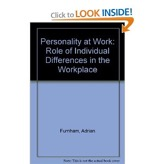 Click to LOOK INSIDE!
Personality at Work:
Role of Individual
Differences in the
Workplace
Furnham, Adrian